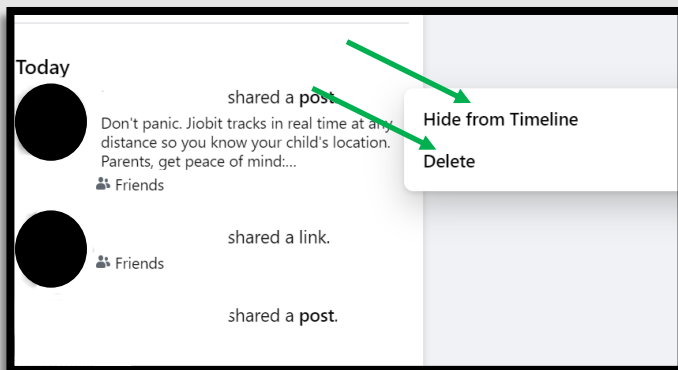 Today
shared a post.
Don't panic. Jiobit tracks in real time at any
distance so you know your child's location.
Parents, get peace of mind:...
Friends
Hide from Timeline
Delete
shared a link.
Friends
shared a post.